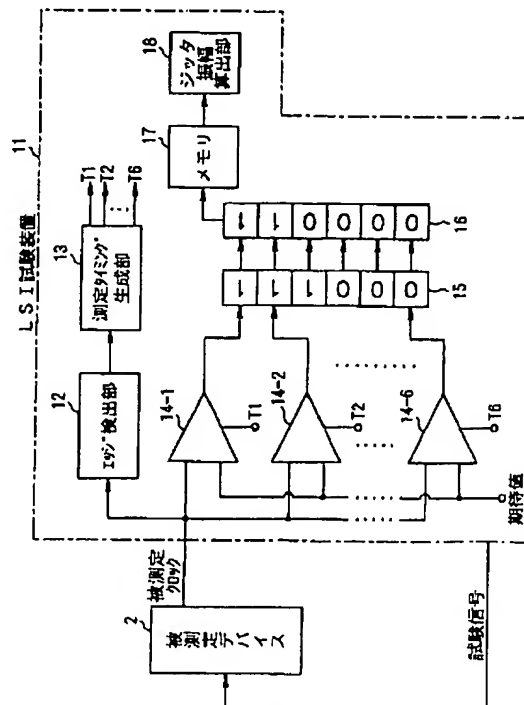 LSI試験装置
11
12
エッジ検出部
13
測定タイミング
生成部
T1
T2
T6
18
ジッタ
振幅
算出部
17
メモリ
14-1
T1
14-2
T2
14-6
T6
1
1
1
0
0
0
15
1
1
0
0
0
0
16
期待値
被測定
クロック
2
被測定デバイス
試験信号